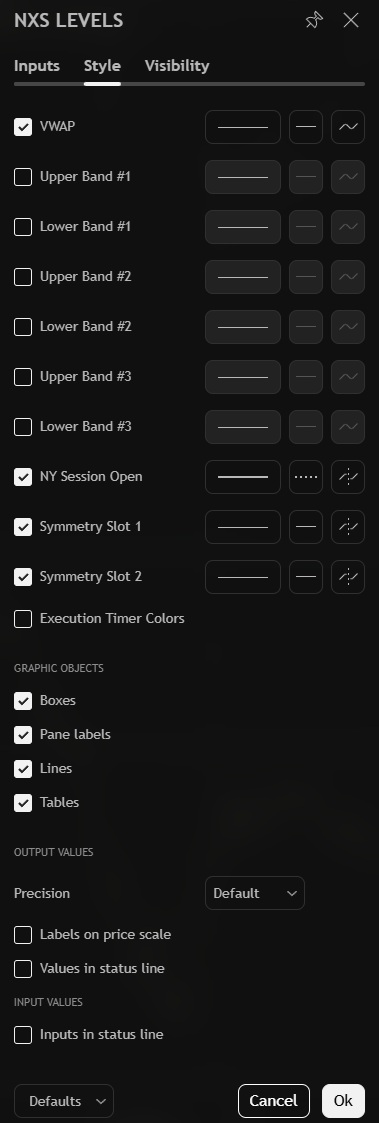 NXS LEVELS
Inputs Style Visibility
VWAP
Upper Band #1
Lower Band #1
Upper Band #2
Lower Band #2
Upper Band #3
Lower Band #3
NY Session Open
Symmetry Slot 1
Symmetry Slot 2
Execution Timer Colors
GRAPHIC OBJECTS
Boxes
Pane labels
Lines
Tables
OUTPUT VALUES
Precision Default
Labels on price scale
Values in status line
INPUT VALUES
Inputs in status line
Defaults Cancel Ok